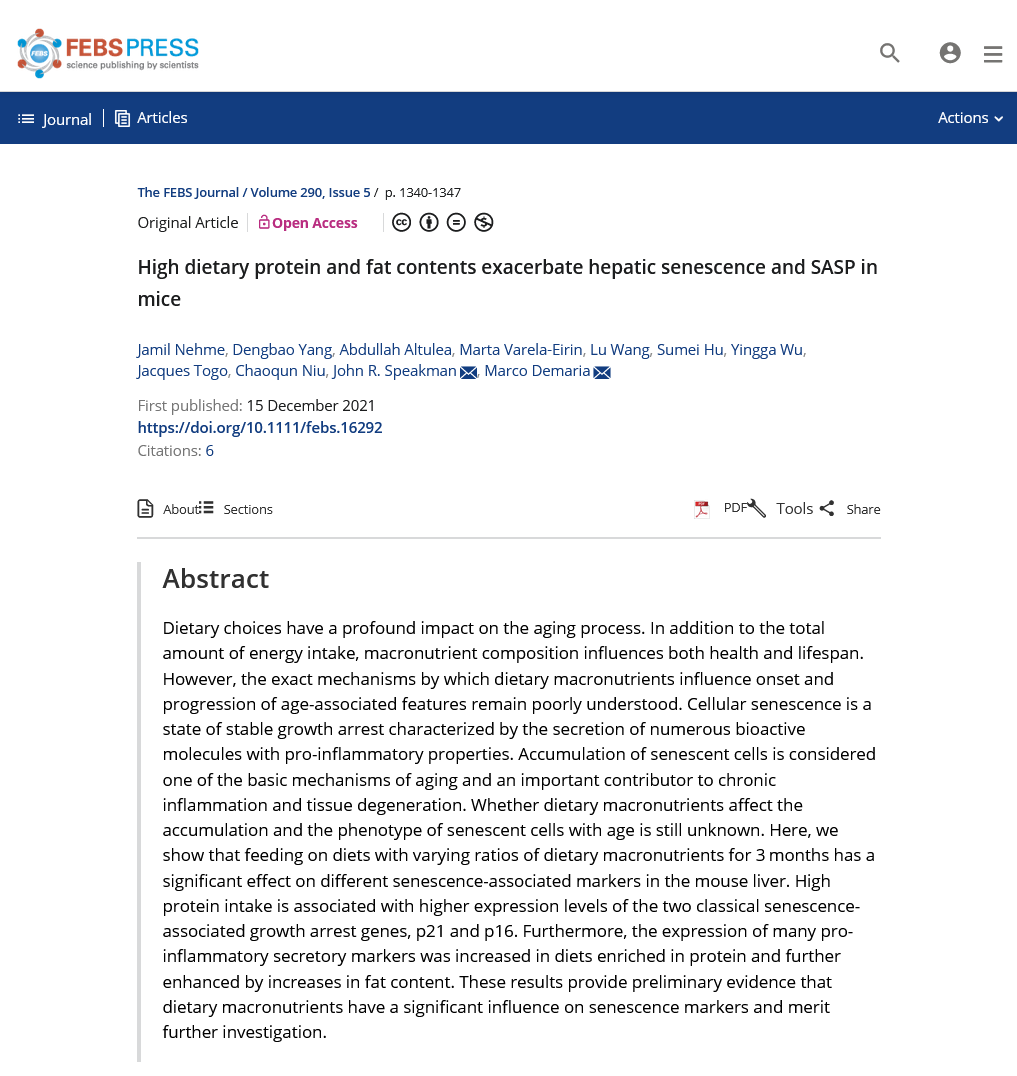 FEBS PRESS
science publishing by scientists
FEBS
Journal
Articles
Actions
The FEBS Journal / Volume 290, Issue 5 / p. 1340-1347
Original Article
Open Access
cc
High dietary protein and fat contents exacerbate hepatic senescence and SASP in
mice
Jamil Nehme, Dengbao Yang, Abdullah Altulea, Marta Varela-Eirin, Lu Wang, Sumei Hu, Yingga Wu,
Jacques Togo, Chaoqun Niu, John R. Speakman, Marco Demaria
First published: 15 December 2021
https://doi.org/10.1111/febs.16292
Citations: 6
About
Sections
PDF
Tools
Share
Abstract
Dietary choices have a profound impact on the aging process. In addition to the total
amount of energy intake, macronutrient composition influences both health and lifespan.
However, the exact mechanisms by which dietary macronutrients influence onset and
progression of age-associated features remain poorly understood. Cellular senescence is a
state of stable growth arrest characterized by the secretion of numerous bioactive
molecules with pro-inflammatory properties. Accumulation of senescent cells is considered
one of the basic mechanisms of aging and an important contributor to chronic
inflammation and tissue degeneration. Whether dietary macronutrients affect the
accumulation and the phenotype of senescent cells with age is still unknown. Here, we
show that feeding on diets with varying ratios of dietary macronutrients for 3 months has a
significant effect on different senescence-associated markers in the mouse liver. High
protein intake is associated with higher expression levels of the two classical senescence-
associated growth arrest genes, p21 and p16. Furthermore, the expression of many pro-
inflammatory secretory markers was increased in diets enriched in protein and further
enhanced by increases in fat content. These results provide preliminary evidence that
dietary macronutrients have a significant influence on senescence markers and merit
further investigation.